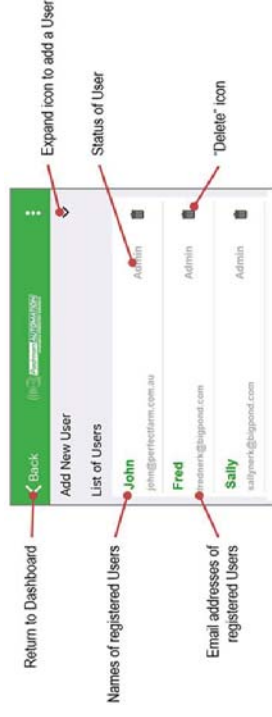 Return to Dashboard
Names of registered Users
Email addresses of
registered Users
Back
AUTOMATION
Add New User
List of Users
John
john@perfectfarm.com.au
Admin
Fred
frednerk@bigpond.com
Admin
Sally
sallynerk@bigpond.com
Admin
Expand icon to add a User
Status of User
"Delete" icon